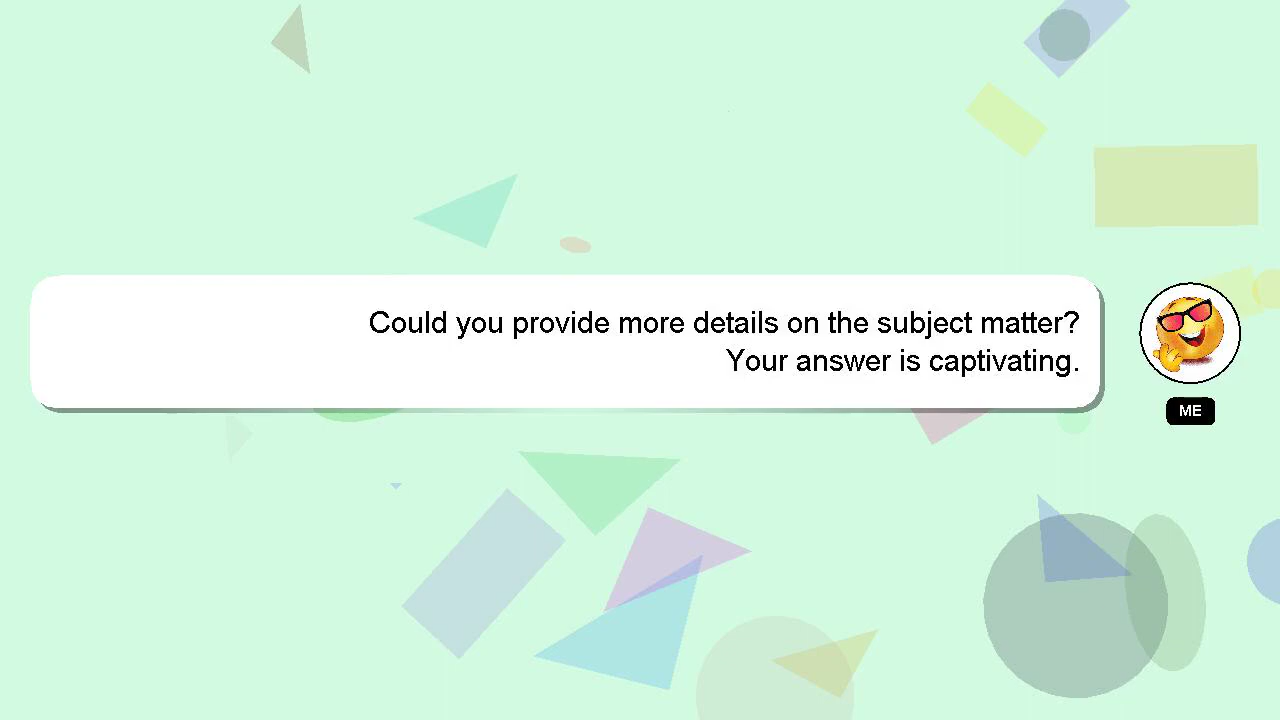 Could you provide more details on the subject matter?
Your answer is captivating.
ME